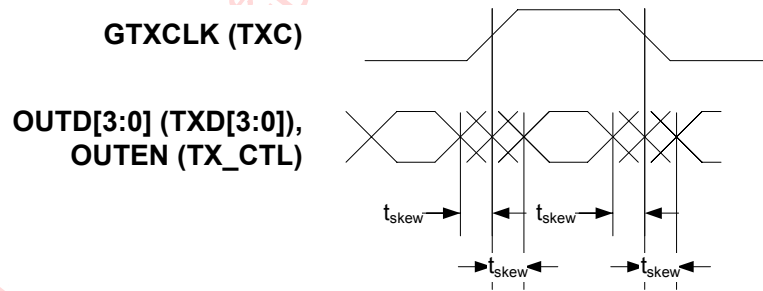 GTXCLK (TXC)
OUTD[3:0] (TXD[3:0]),
OUTEN (TX_CTL)
tskew tskew
tskew tskew